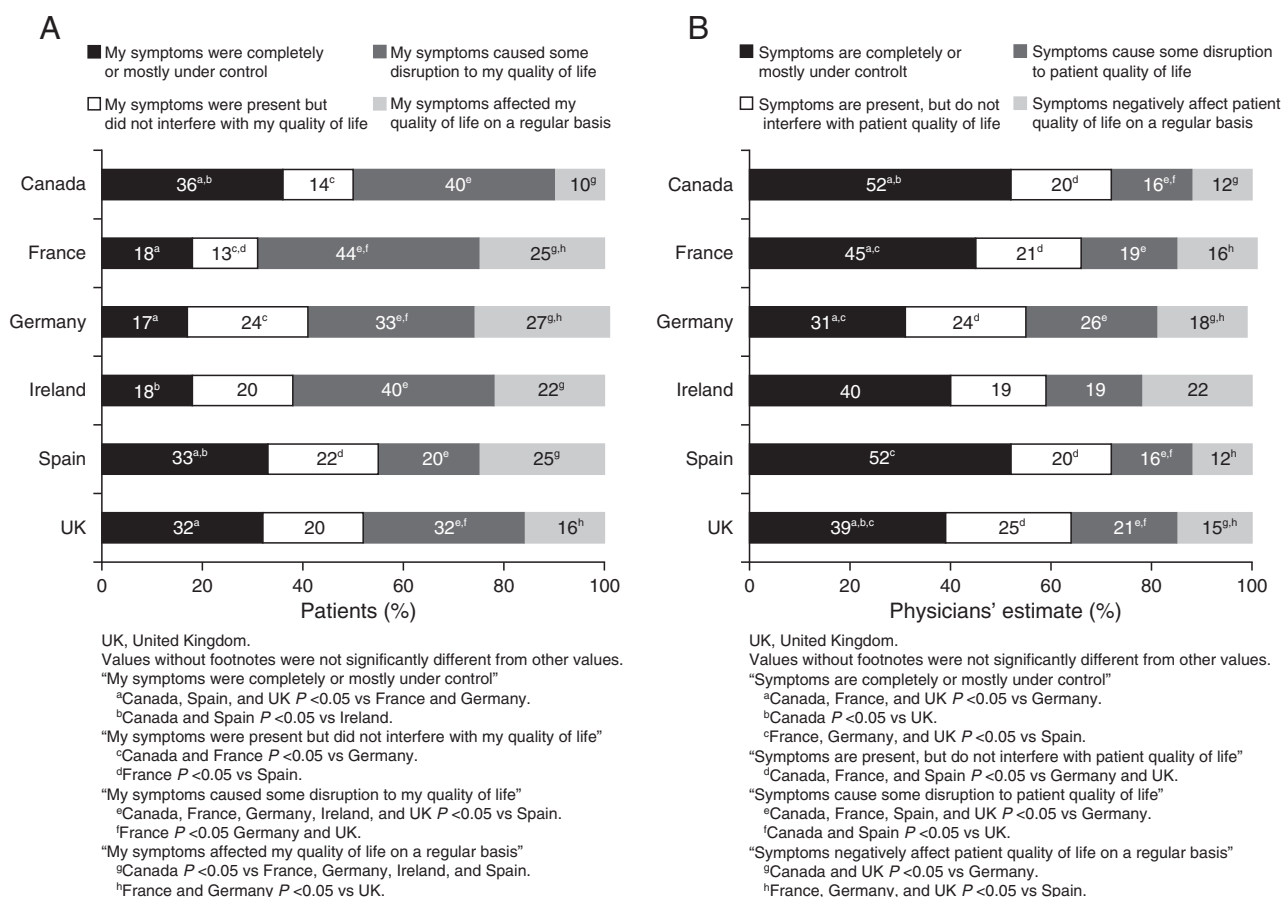 A
My symptoms were completely
or mostly under control
My symptoms caused some
disruption to my quality of life
My symptoms were present but
did not interfere with my quality of life
My symptoms affected my
quality of life on a regular basis
Canada 36a,b 14c 40e 10g
France 18a 13c,d 44e,f 25g,h
Germany 17a 24c 33e,f 27g,h
Ireland 18b 20 40e 22g
Spain 33a,b 22d 20e 25g
UK 32a 20 32e,f 16h
0 20 40 60 80 100
Patients (%)
UK, United Kingdom.
Values without footnotes were not significantly different from other values.
“My symptoms were completely or mostly under control”
aCanada, Spain, and UK P <0.05 vs France and Germany.
bCanada and Spain P <0.05 vs Ireland.
“My symptoms were present but did not interfere with my quality of life”
cCanada and France P <0.05 vs Germany.
dFrance P <0.05 vs Spain.
“My symptoms caused some disruption to my quality of life”
eCanada, France, Germany, Ireland, and UK P <0.05 vs Spain.
fFrance P <0.05 Germany and UK.
“My symptoms affected my quality of life on a regular basis”
gCanada P <0.05 vs France, Germany, Ireland, and Spain.
hFrance and Germany P <0.05 vs UK.
B
Symptoms are completely or
mostly under controlt
Symptoms cause some disruption
to patient quality of life
Symptoms are present, but do not
interfere with patient quality of life
Symptoms negatively affect patient
quality of life on a regular basis
Canada 52a,b 20d 16e,f 12g
France 45a,c 21d 19e 16h
Germany 31a,c 24d 26e 18g,h
Ireland 40 19 19 22
Spain 52c 20d 16e,f 12h
UK 39a,b,c 25d 21e,f 15g,h
0 20 40 60 80 100
Physicians’ estimate (%)
UK, United Kingdom.
Values without footnotes were not significantly different from other values.
“Symptoms are completely or mostly under control”
aCanada, France, and UK P <0.05 vs Germany.
bCanada P <0.05 vs UK.
cFrance, Germany, and UK P <0.05 vs Spain.
“Symptoms are present, but do not interfere with patient quality of life”
dCanada, France, and Spain P <0.05 vs Germany and UK.
“Symptoms cause some disruption to patient quality of life”
eCanada, France, Spain, and UK P <0.05 vs Germany.
fCanada and Spain P <0.05 vs UK.
“Symptoms negatively affect patient quality of life on a regular basis”
gCanada and UK P <0.05 vs Germany.
hFrance, Germany, and UK P <0.05 vs Spain.